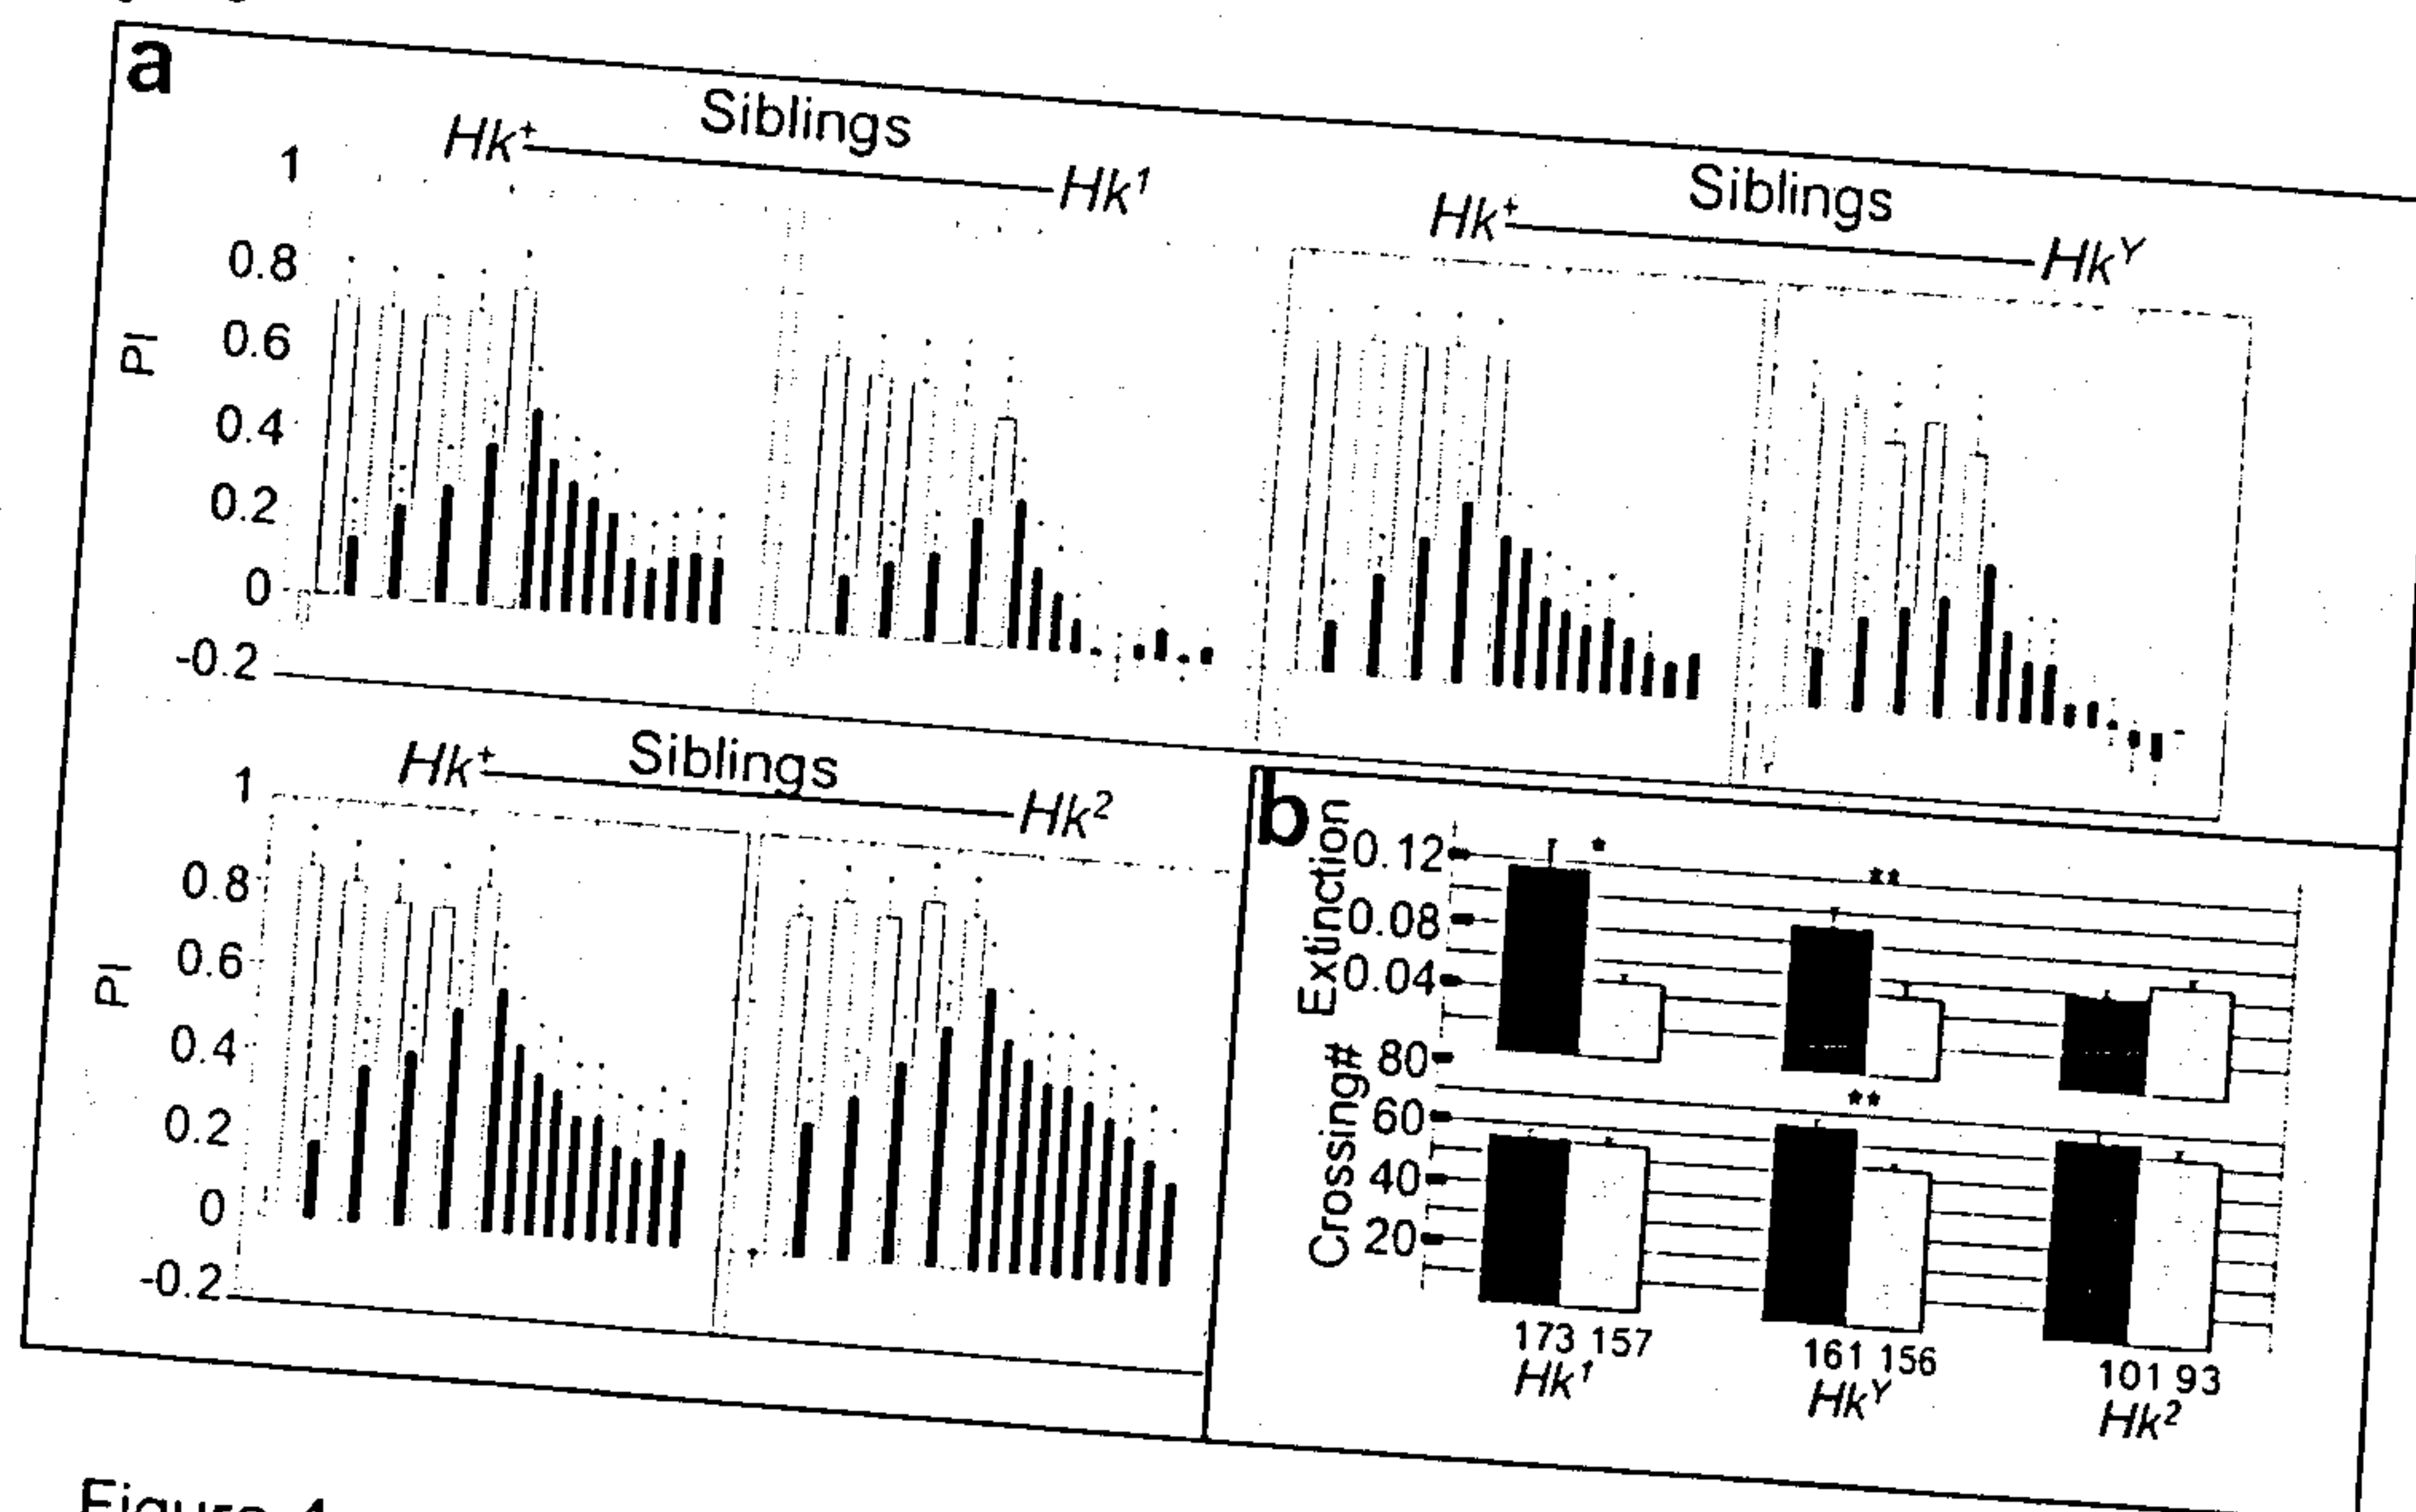 a
Siblings
Hk+ Hk1
Siblings
Hk+ HkY
1
0.8
0.6
0.4
0.2
0
-0.2
PI
Siblings
Hk+ Hk2
1
0.8
0.6
0.4
0.2
0
-0.2
PI
b
Extinction
0.12
0.08
0.04
* ** 
Crossing#
80
60
40
20
**
173 157 161 156 101 93
Hk1 HkY Hk2